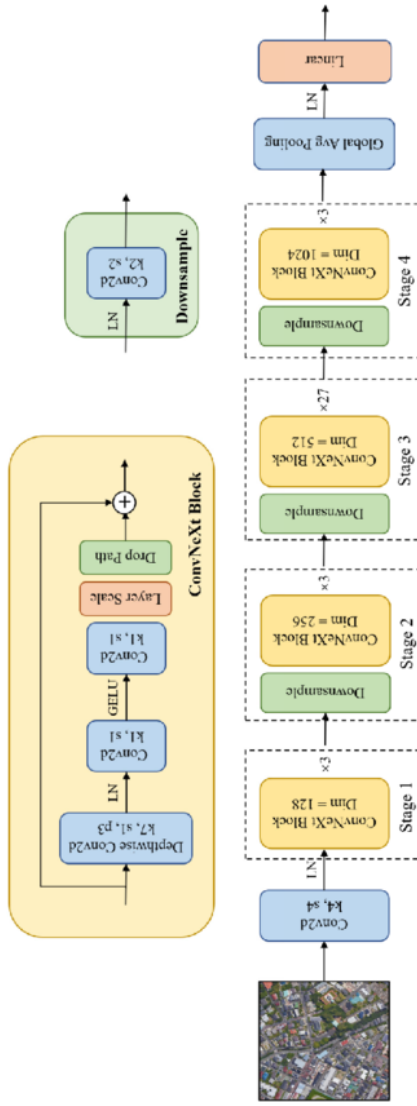 Depthwise Conv2d
k7, s1, p3
LN
Conv2d
k1, s1
GELU
Conv2d
k1, s1
Layer Scale
Drop Path
+
ConvNeXt Block
LN
Conv2d
k2, s2
Downsample
Conv2d
k4, s4
LN
ConvNeXt Block
Dim = 128
×3
Stage 1
Downsample
ConvNeXt Block
Dim = 256
×3
Stage 2
Downsample
ConvNeXt Block
Dim = 512
×27
Stage 3
Downsample
ConvNeXt Block
Dim = 1024
×3
Stage 4
Global Avg Pooling
LN
Linear